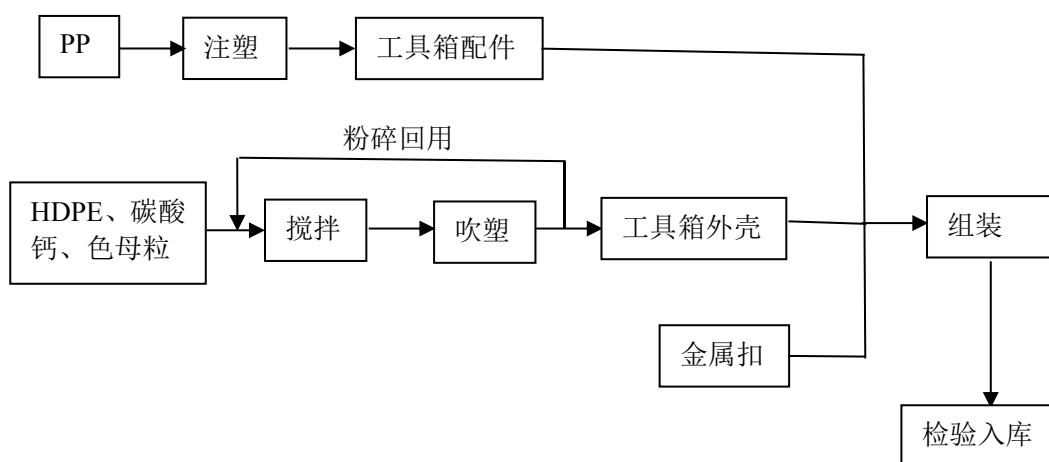 PP
注塑
工具箱配件
粉碎回用
HDPE、碳酸
钙、色母粒
搅拌
吹塑
工具箱外壳
组装
金属扣
检验入库